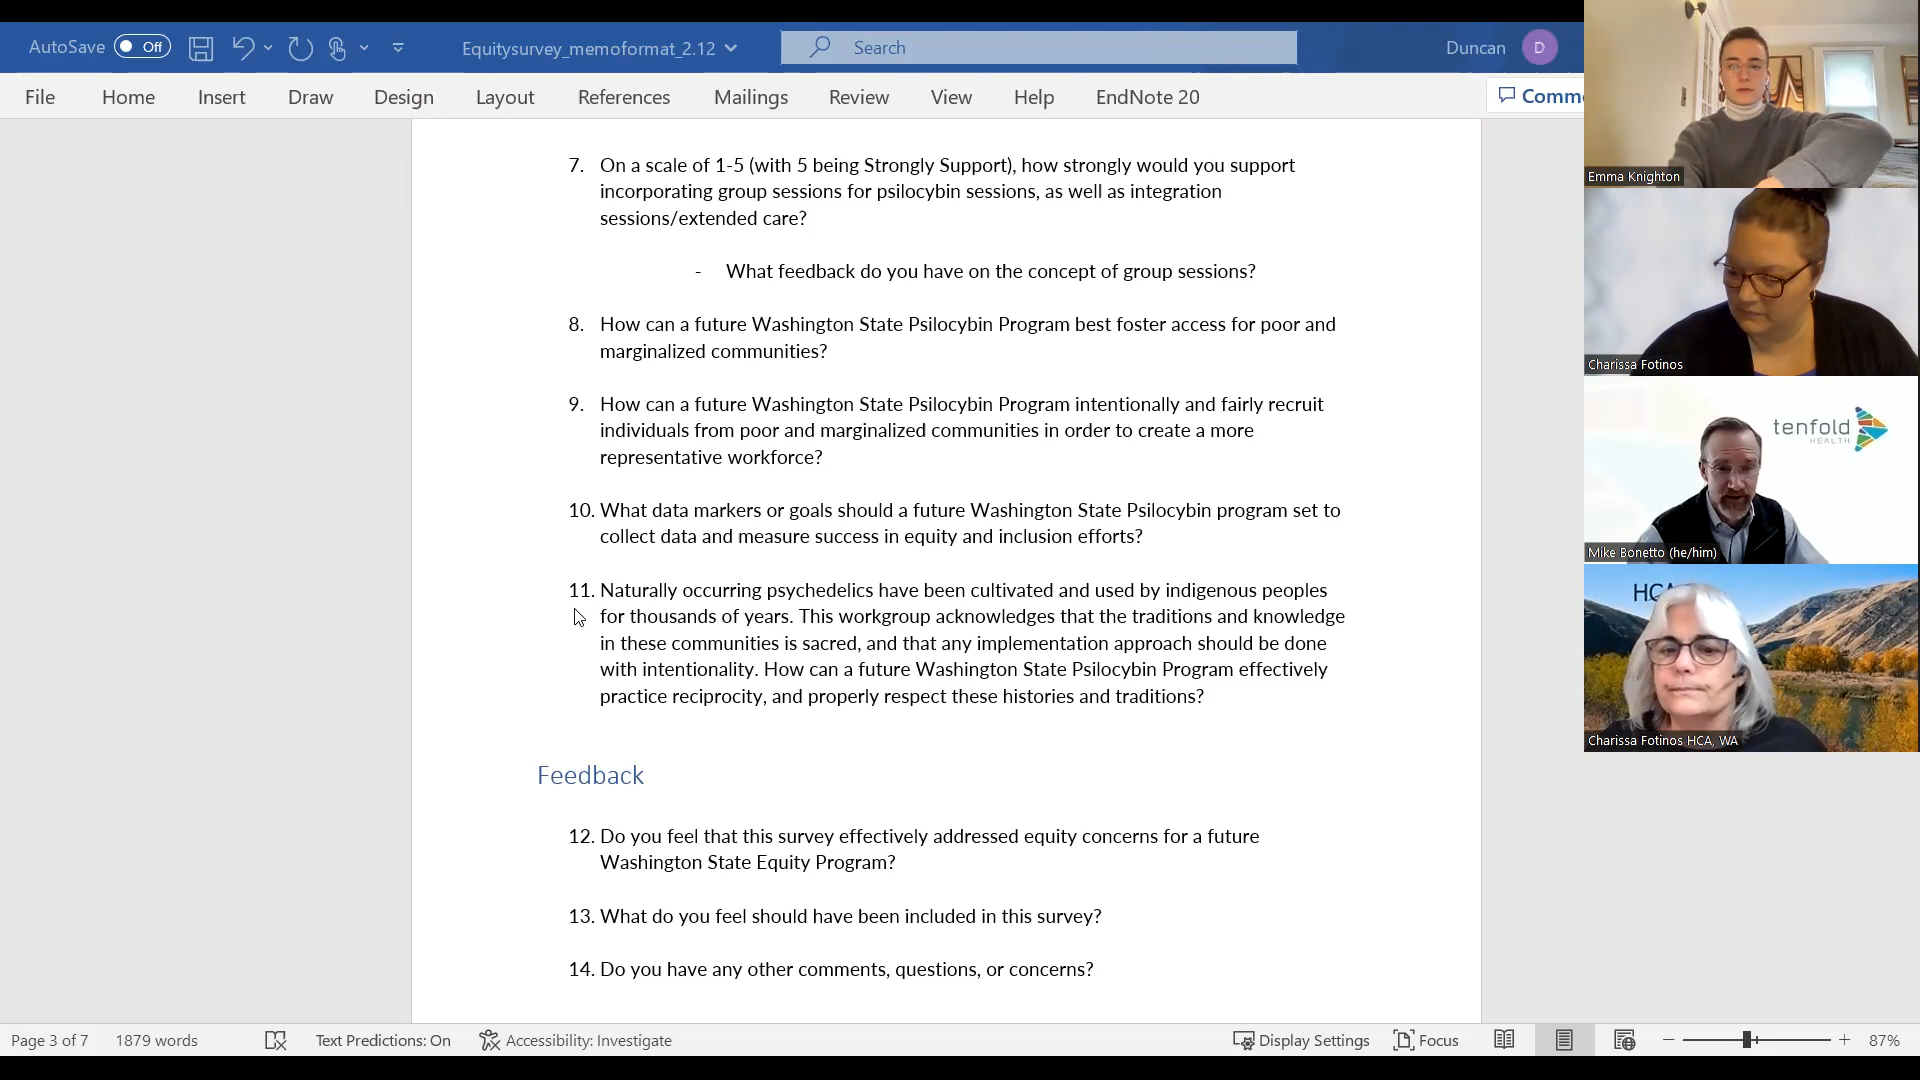 AutoSave Off Equitysurvey_memoformat_2.12 Search Duncan D
File Home Insert Draw Design Layout References Mailings Review View Help EndNote 20 Comm
7. On a scale of 1-5 (with 5 being Strongly Support), how strongly would you support
incorporating group sessions for psilocybin sessions, as well as integration
sessions/extended care?
- What feedback do you have on the concept of group sessions?
8. How can a future Washington State Psilocybin Program best foster access for poor and
marginalized communities?
9. How can a future Washington State Psilocybin Program intentionally and fairly recruit
individuals from poor and marginalized communities in order to create a more
representative workforce?
10. What data markers or goals should a future Washington State Psilocybin program set to
collect data and measure success in equity and inclusion efforts?
11. Naturally occurring psychedelics have been cultivated and used by indigenous peoples
for thousands of years. This workgroup acknowledges that the traditions and knowledge
in these communities is sacred, and that any implementation approach should be done
with intentionality. How can a future Washington State Psilocybin Program effectively
practice reciprocity, and properly respect these histories and traditions?
Feedback
12. Do you feel that this survey effectively addressed equity concerns for a future
Washington State Equity Program?
13. What do you feel should have been included in this survey?
14. Do you have any other comments, questions, or concerns?
Page 3 of 7 1879 words Text Predictions: On Accessibility: Investigate Display Settings Focus 87%
Emma Knighton
Charissa Fotinos
tenfold
HEALTH
Mike Bonetto (he/him)
HCA
Charissa Fotinos HCA, WA